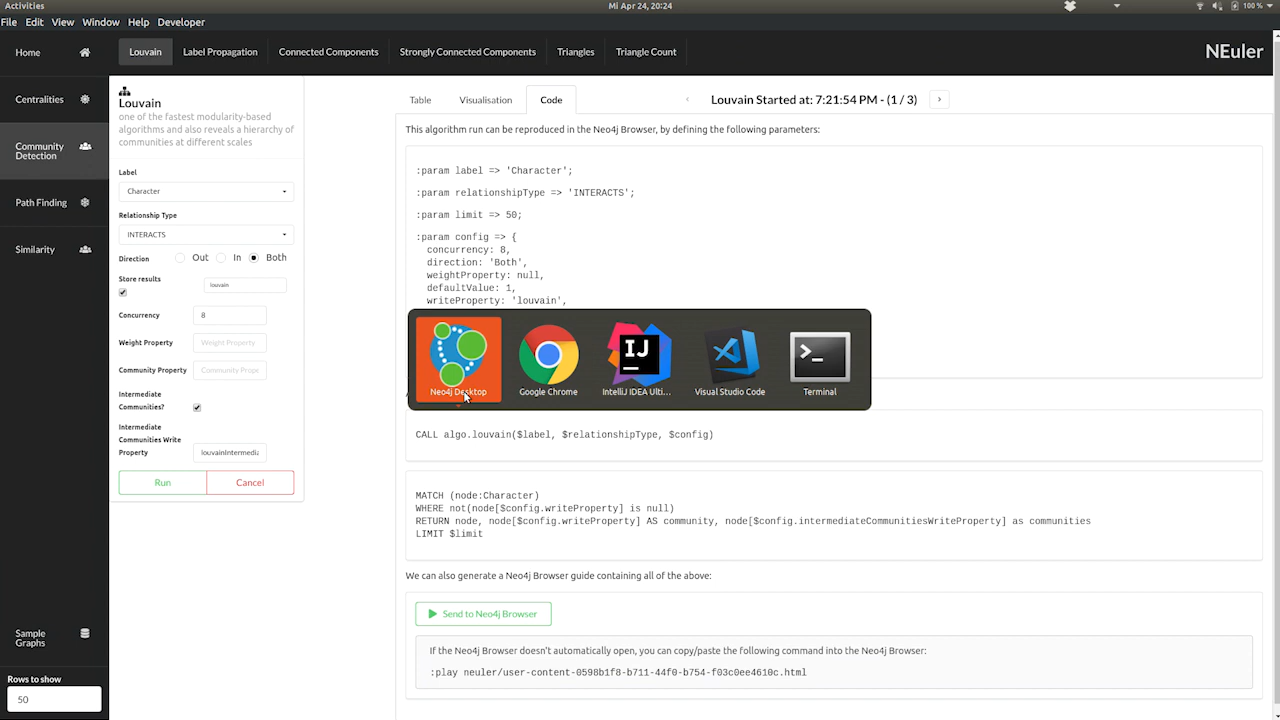 Activities
Mi Apr 24, 20:24
100 %
File Edit View Window Help Developer
Home
Louvain
Label Propagation
Connected Components
Strongly Connected Components
Triangles
Triangle Count
NEuler
Centralities
Community
Detection
Path Finding
Similarity
Sample
Graphs
Rows to show
50
Louvain
one of the fastest modularity-based
algorithms and also reveals a hierarchy of
communities at different scales
Label
Character
Relationship Type
INTERACTS
Direction
Out
In
Both
Store results
louvain
Concurrency
8
Weight Property
Weight Property
Community Property
Community Prope
Intermediate
Communities?
Intermediate
Communities Write
Property
louvainIntermedia
Run
Cancel
Table
Visualisation
Code
Louvain Started at: 7:21:54 PM - (1 / 3)
This algorithm run can be reproduced in the Neo4j Browser, by defining the following parameters:
:param label => 'Character';
:param relationshipType => 'INTERACTS';
:param limit => 50;
:param config => {
concurrency: 8,
direction: 'Both',
weightProperty: null,
defaultValue: 1,
writeProperty: 'louvain',
IJ
>_
Neo4j Desktop
Google Chrome
IntelliJ IDEA Ulti...
Visual Studio Code
Terminal
CALL algo.louvain($label, $relationshipType, $config)
MATCH (node:Character)
WHERE not(node[$config.writeProperty] is null)
RETURN node, node[$config.writeProperty] AS community, node[$config.intermediateCommunitiesWriteProperty] as communities
LIMIT $limit
We can also generate a Neo4j Browser guide containing all of the above:
Send to Neo4j Browser
If the Neo4j Browser doesn't automatically open, you can copy/paste the following command into the Neo4j Browser:
:play neuler/user-content-0598b1f8-b711-44f0-b754-f03c0ee4610c.html